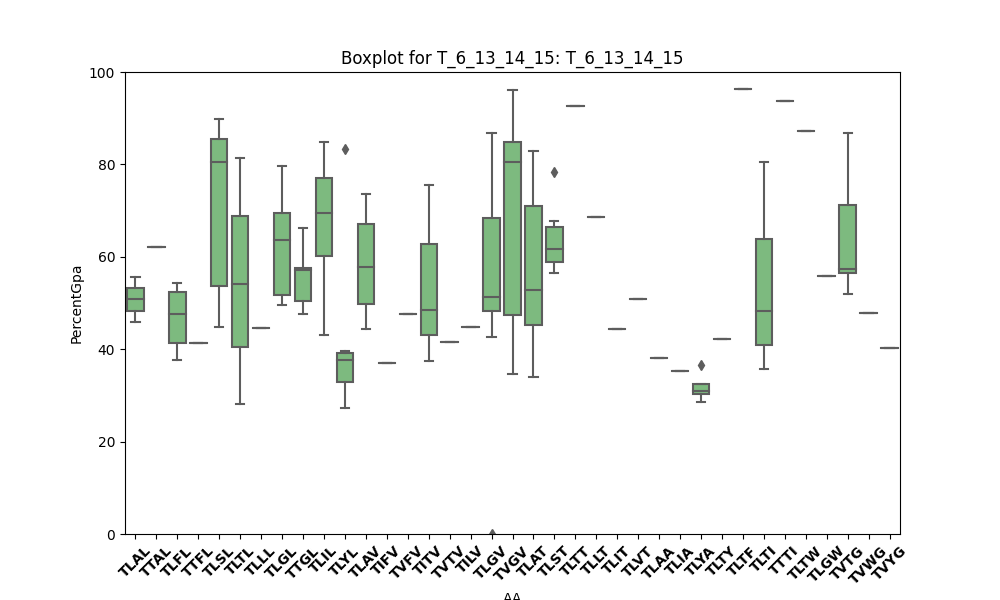 Boxplot for T_6_13_14_15: T_6_13_14_15
100
80
60
40
20
0
PercentGpa
TLAL TTAL TLFL TTFL TLSL TLTL TLLL TLGL TTGL TLIL TLYL TLAV TIFV TVFV TITV TVTV TILV TLGV TVGV TLAT TLST TLTT TLLT TLIT TLVT TLAA TLIA TLYA TLTY TLTF TLTI TTTI TLTW TLGW TVTG TVWG TVYG
AA